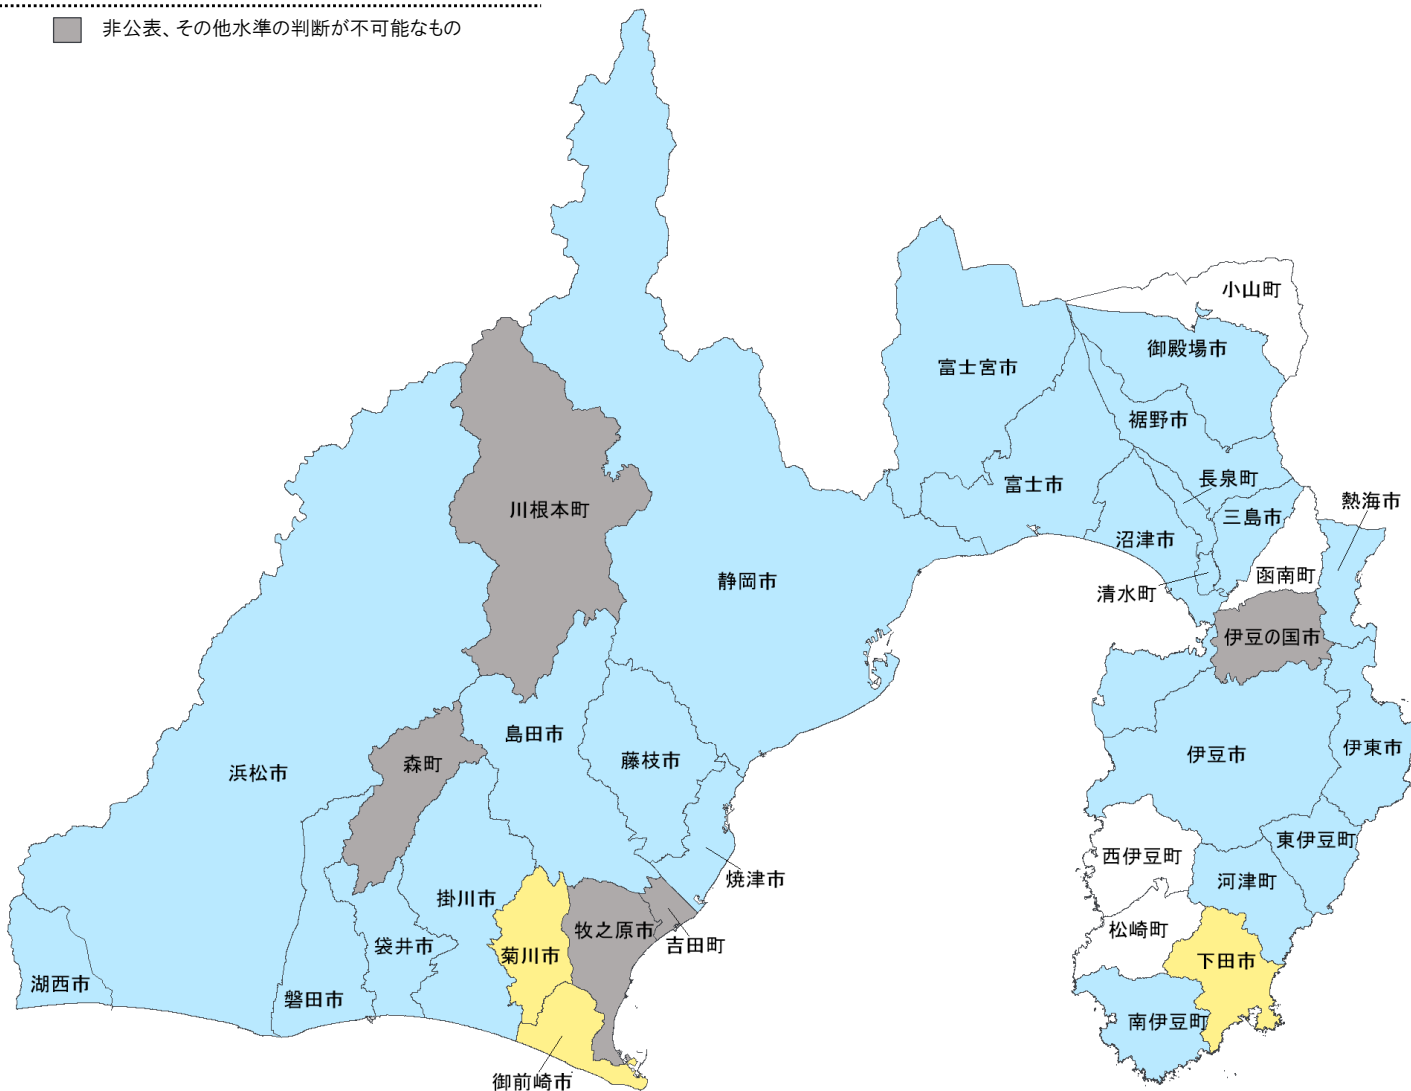 非公表、その他水準の判断が不可能なもの
小山町
御殿場市
富士宮市
裾野市
長泉町
富士市
熱海市
川根本町
三島市
沼津市
函南町
静岡市
清水町
伊豆の国市
島田市
伊豆市
伊東市
藤枝市
森町
浜松市
東伊豆町
西伊豆町
焼津市
河津町
掛川市
松崎町
牧之原市
袋井市
吉田町
菊川市
下田市
湖西市
磐田市
南伊豆町
御前崎市